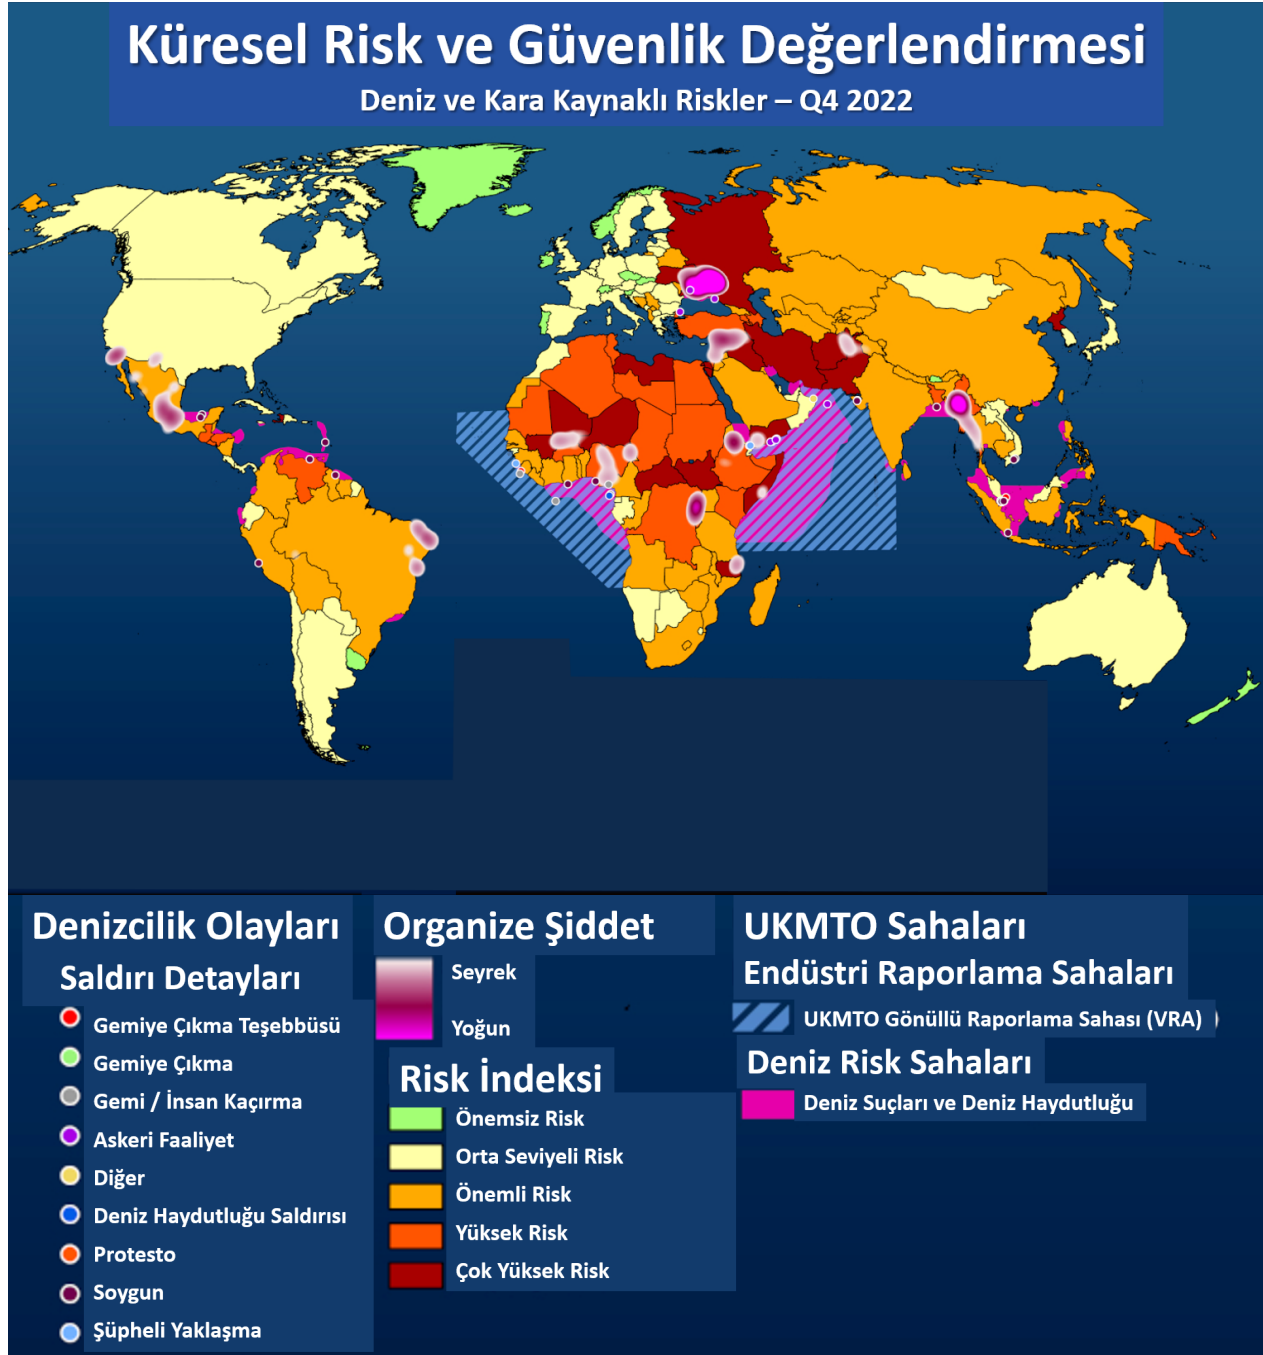 Küresel Risk ve Güvenlik Değerlendirmesi
Deniz ve Kara Kaynaklı Riskler – Q4 2022
Denizcilik Olayları
Saldırı Detayları
Gemiye Çıkma Teşebbüsü
Gemiye Çıkma
Gemi / İnsan Kaçırma
Askeri Faaliyet
Diğer
Deniz Haydutluğu Saldırısı
Protesto
Soygun
Şüpheli Yaklaşma
Organize Şiddet
Seyrek
Yoğun
Risk İndeksi
Önemsiz Risk
Orta Seviyeli Risk
Önemli Risk
Yüksek Risk
Çok Yüksek Risk
UKMTO Sahaları
Endüstri Raporlama Sahaları
UKMTO Gönüllü Raporlama Sahası (VRA)
Deniz Risk Sahaları
Deniz Suçları ve Deniz Haydutluğu